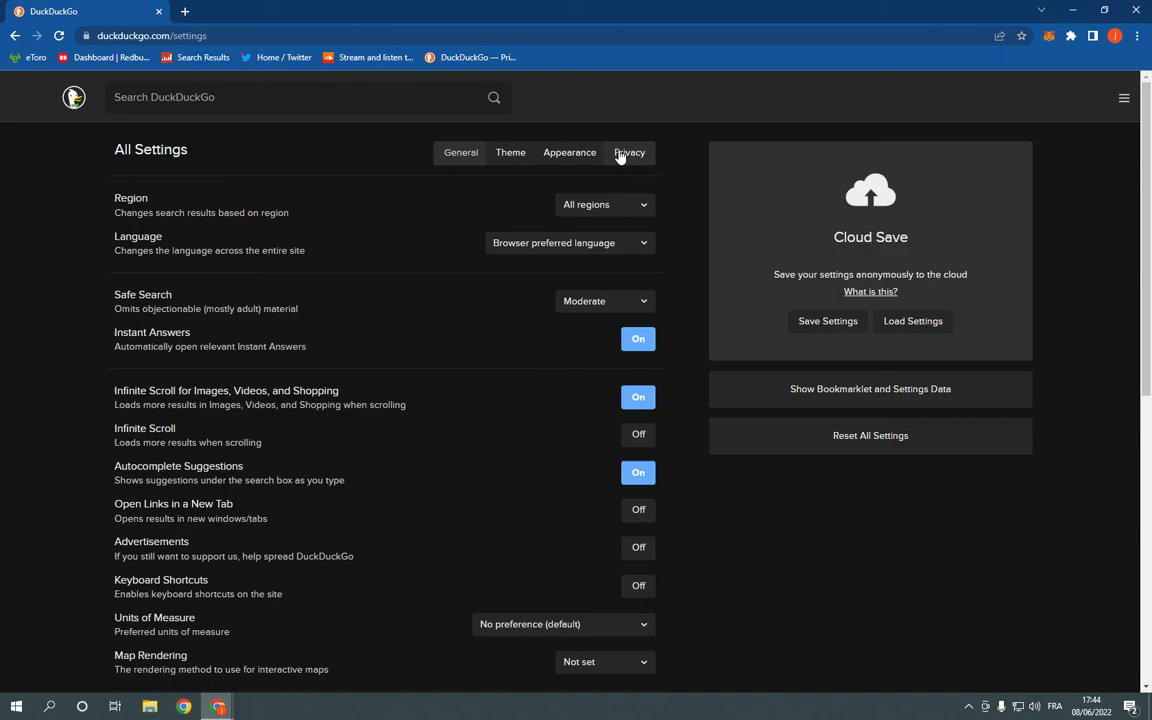 DuckDuckGo
duckduckgo.com/settings
eToro
Dashboard | Redbu...
Search Results
Home / Twitter
Stream and listen t...
DuckDuckGo — Pri...
Search DuckDuckGo
All Settings
General
Theme
Appearance
Privacy
Region
Changes search results based on region
All regions
Language
Changes the language across the entire site
Browser preferred language
Safe Search
Omits objectionable (mostly adult) material
Moderate
Instant Answers
Automatically open relevant Instant Answers
On
Infinite Scroll for Images, Videos, and Shopping
Loads more results in Images, Videos, and Shopping when scrolling
On
Infinite Scroll
Loads more results when scrolling
Off
Autocomplete Suggestions
Shows suggestions under the search box as you type
On
Open Links in a New Tab
Opens results in new windows/tabs
Off
Advertisements
If you still want to support us, help spread DuckDuckGo
Off
Keyboard Shortcuts
Enables keyboard shortcuts on the site
Off
Units of Measure
Preferred units of measure
No preference (default)
Map Rendering
The rendering method to use for interactive maps
Not set
Cloud Save
Save your settings anonymously to the cloud
What is this?
Save Settings
Load Settings
Show Bookmarklet and Settings Data
Reset All Settings
FRA
17:44
08/06/2022
2